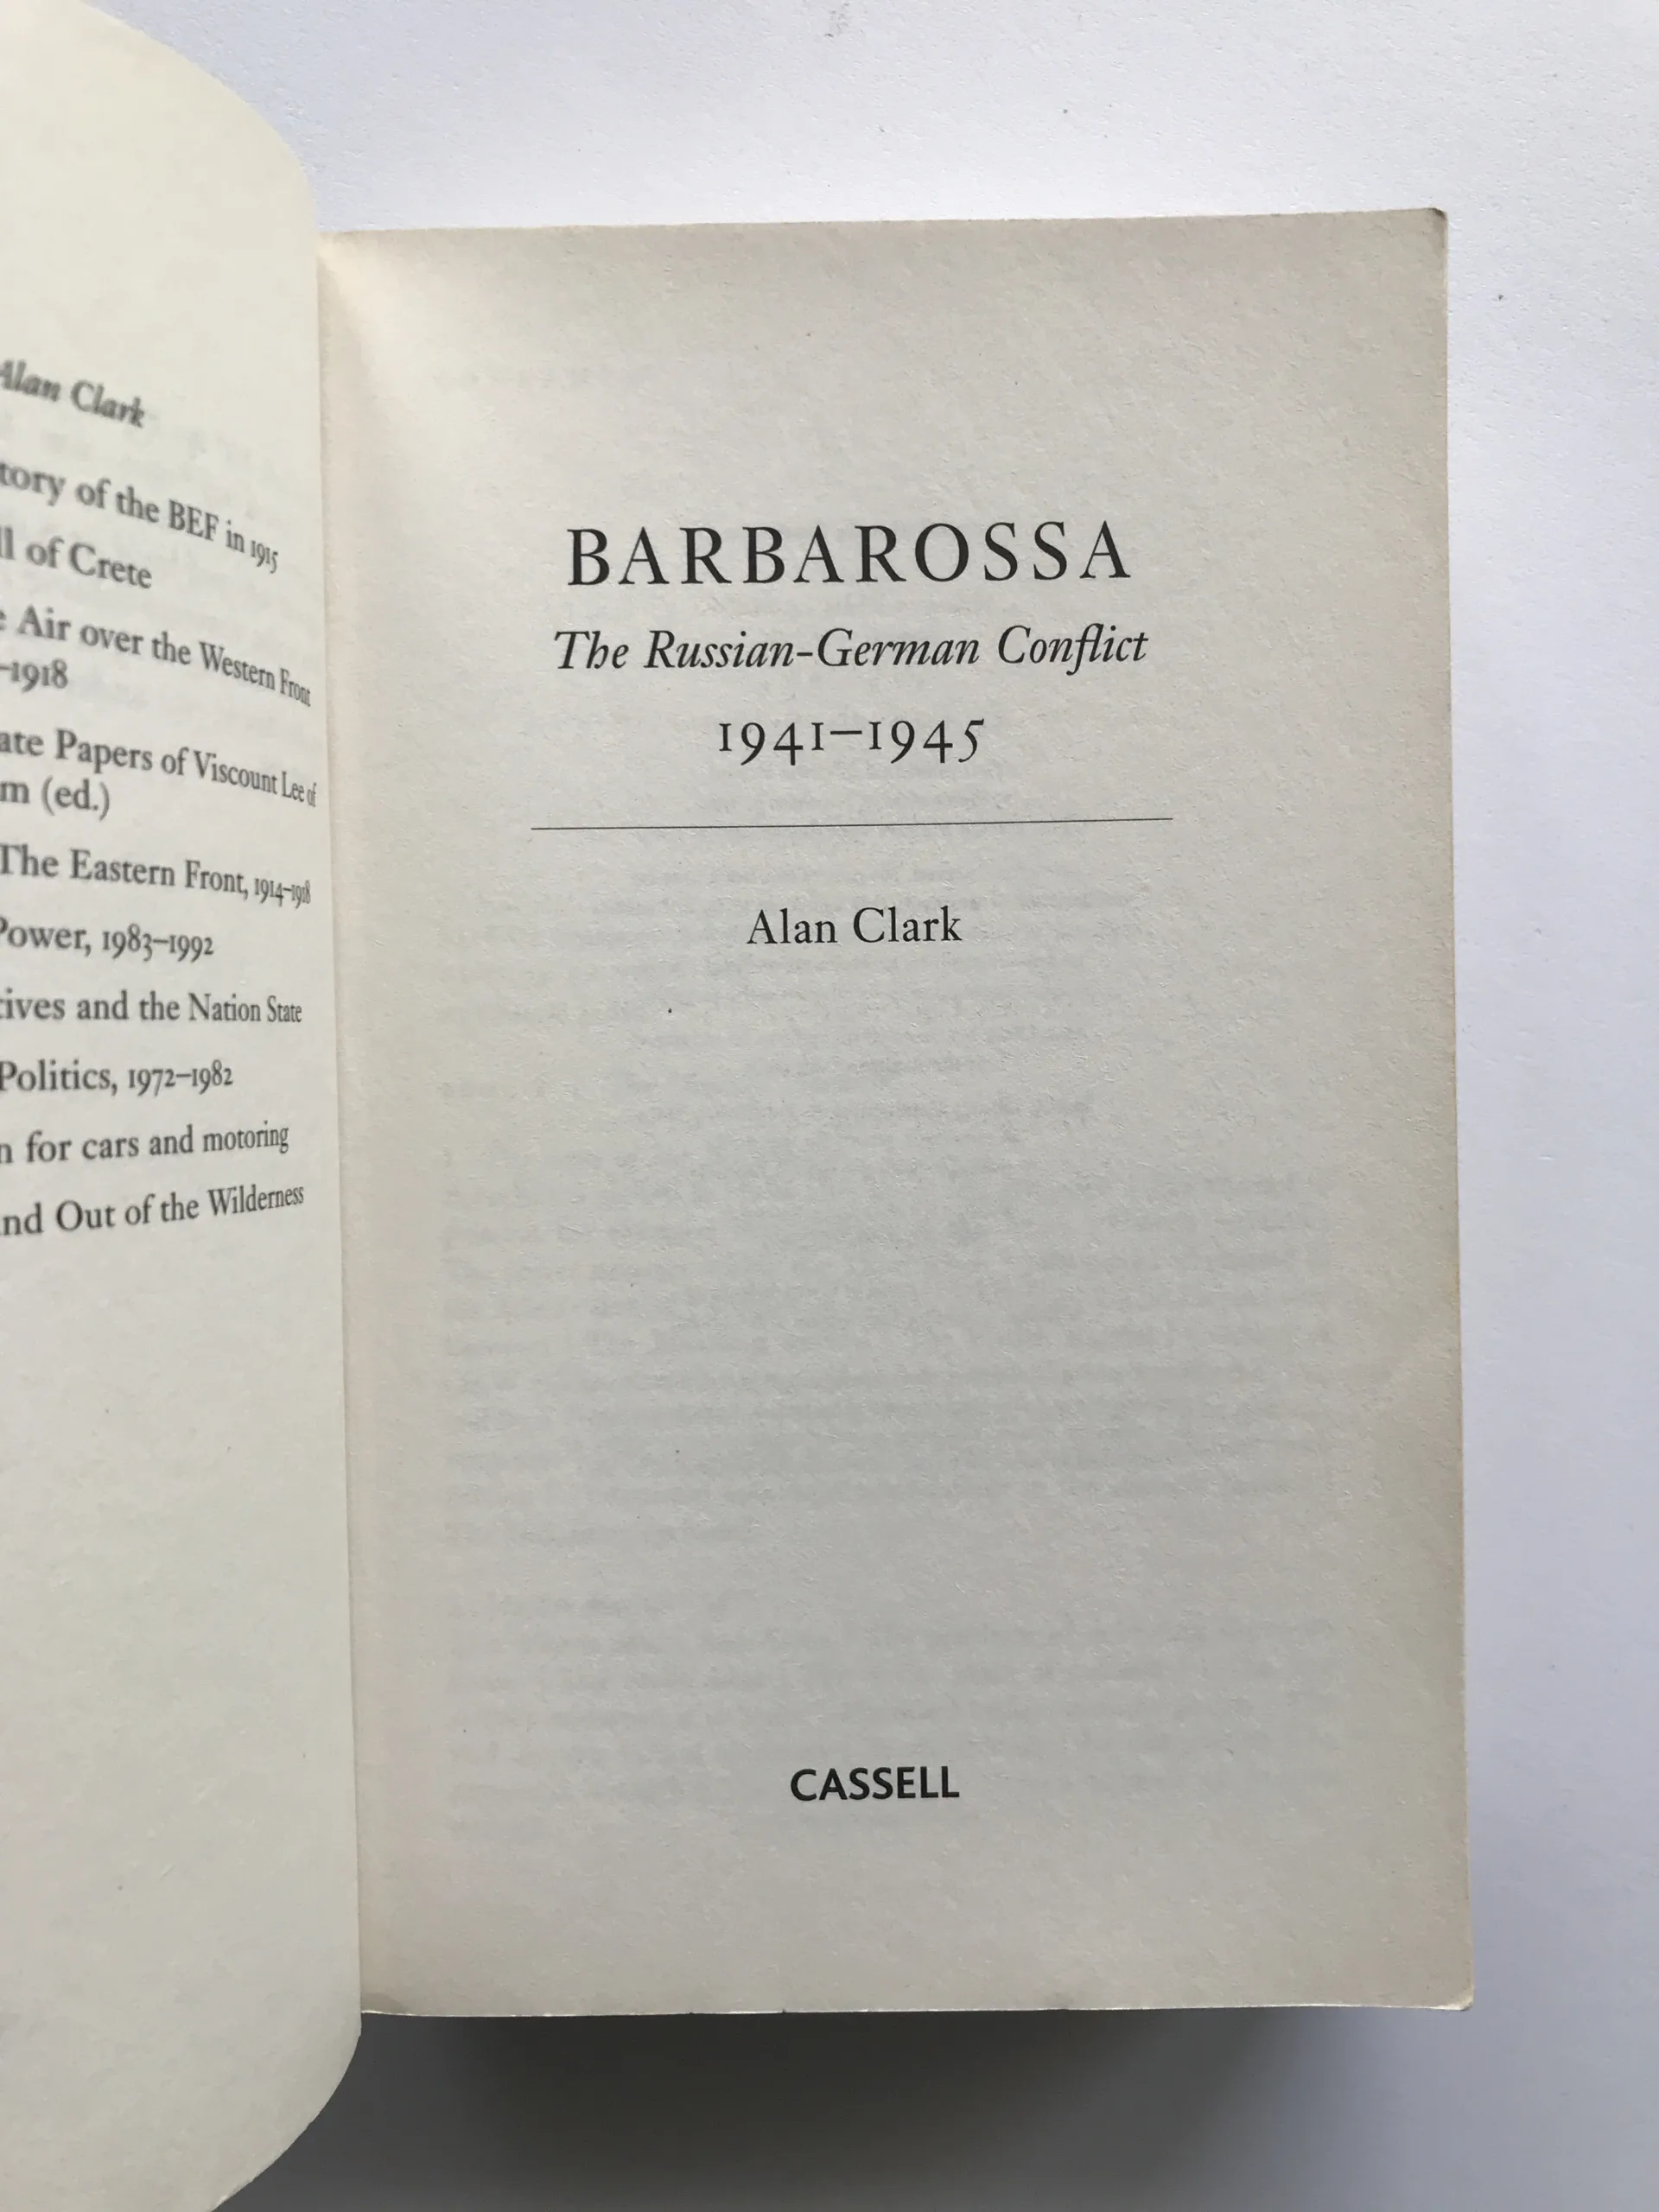 Alan Clark
tory of the BEF in 1915
ll of Crete
e Air over the Western Front
–1918
ate Papers of Viscount Lee of
m (ed.)
The Eastern Front, 1914–1918
Power, 1983–1992
tives and the Nation State
Politics, 1972–1982
n for cars and motoring
nd Out of the Wilderness
BARBAROSSA
The Russian-German Conflict
1941–1945
Alan Clark
CASSELL